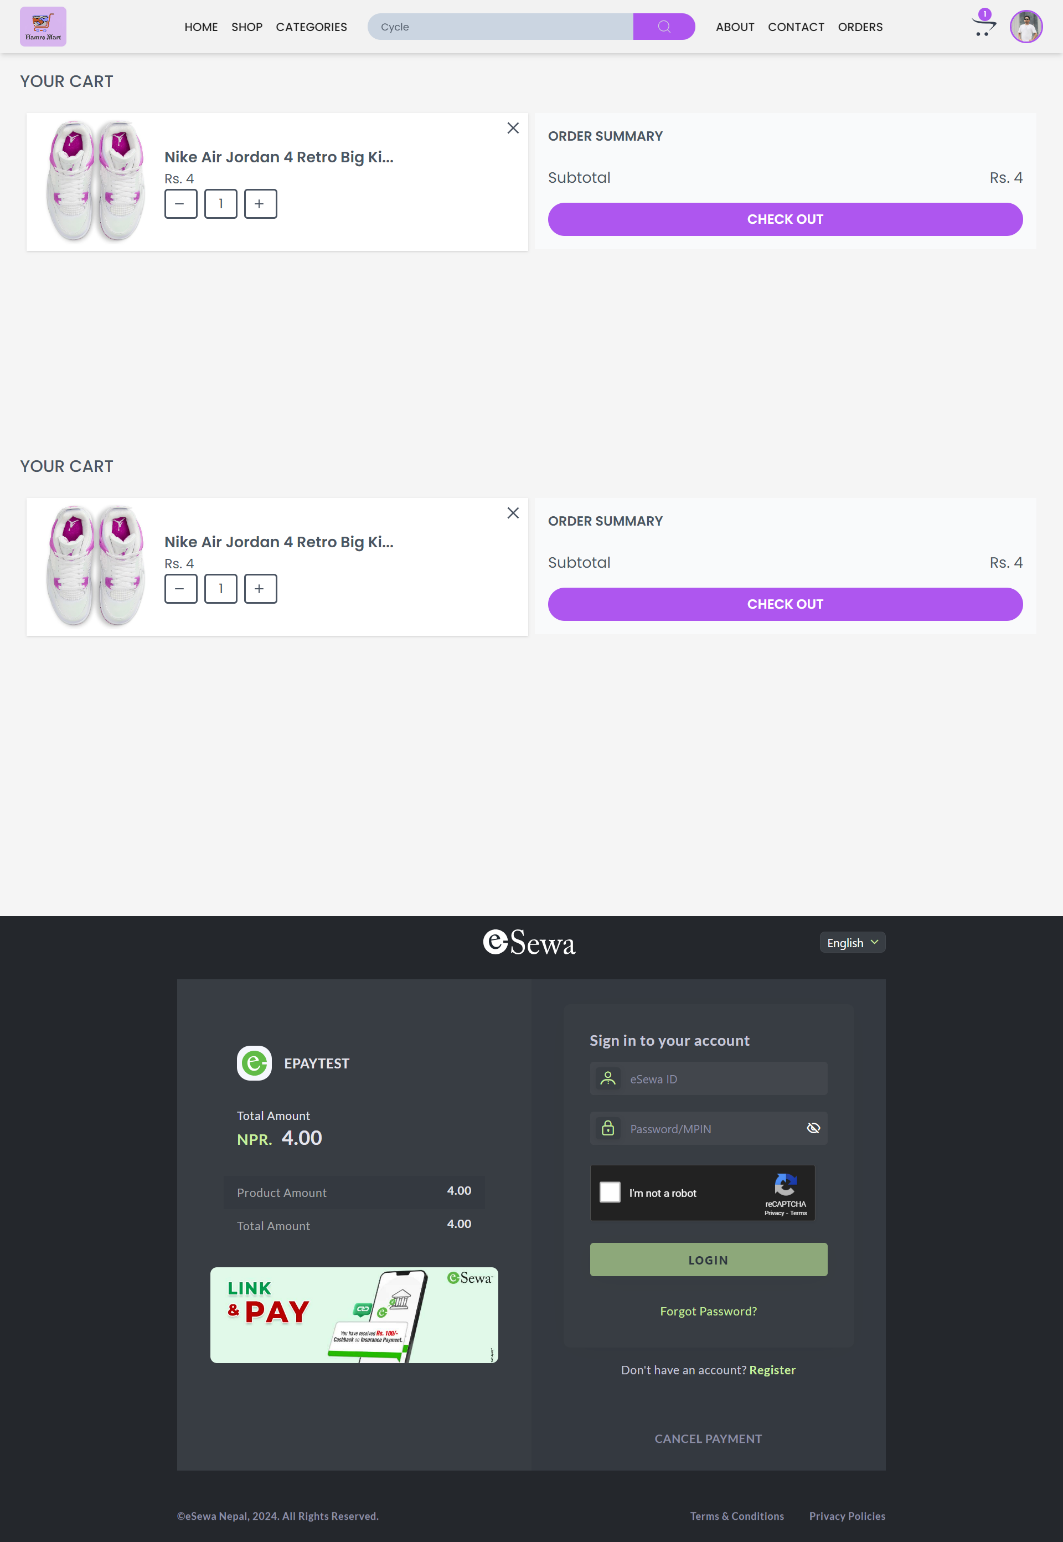 Flamro Mart
HOME SHOP CATEGORIES Cycle ABOUT CONTACT ORDERS 1
YOUR CART
Nike Air Jordan 4 Retro Big Ki...
Rs. 4
− 1 +
ORDER SUMMARY
Subtotal Rs. 4
CHECK OUT
YOUR CART
Nike Air Jordan 4 Retro Big Ki...
Rs. 4
− 1 +
ORDER SUMMARY
Subtotal Rs. 4
CHECK OUT
eSewa
English
EPAYTEST
Total Amount
NPR. 4.00
Product Amount 4.00
Total Amount 4.00
LINK
& PAY
eSewa
You have received Rs. 100/-
Cashback on Insurance Payment.
Sign in to your account
eSewa ID
Password/MPIN
I'm not a robot
reCAPTCHA
Privacy - Terms
LOGIN
Forgot Password?
Don't have an account? Register
CANCEL PAYMENT
©eSewa Nepal, 2024. All Rights Reserved.
Terms & Conditions Privacy Policies